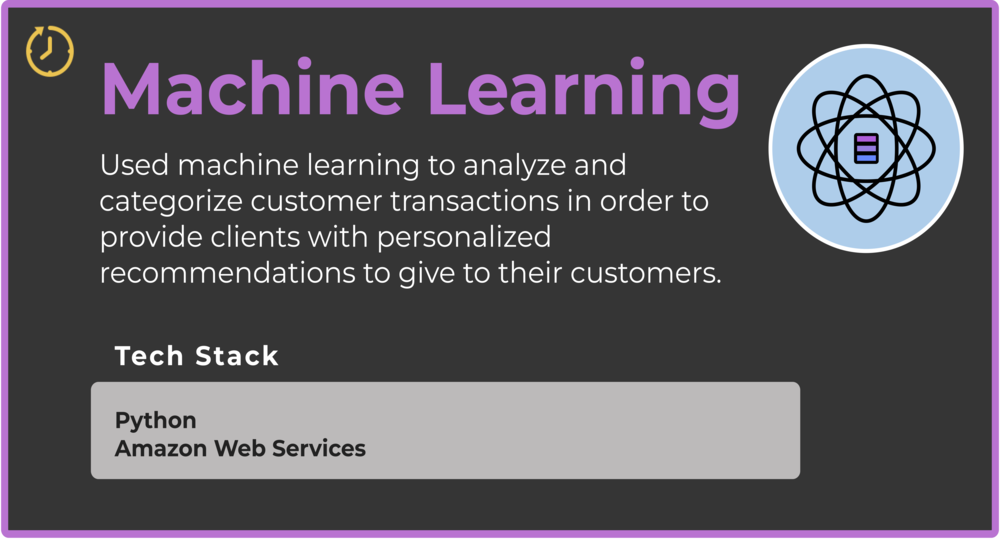 Machine Learning
Used machine learning to analyze and
categorize customer transactions in order to
provide clients with personalized
recommendations to give to their customers.
Tech Stack
Python
Amazon Web Services